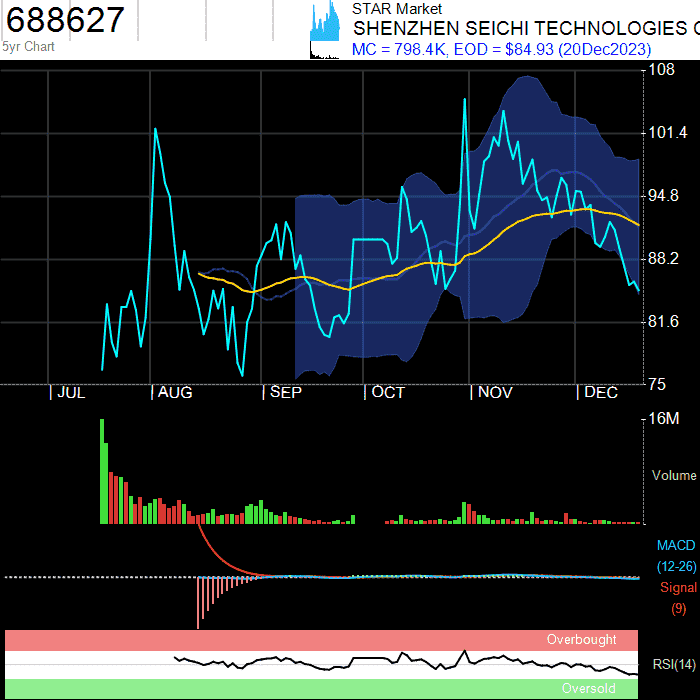 688627
5yr Chart
STAR Market
SHENZHEN SEICHI TECHNOLOGIES C
MC = 798.4K, EOD = $84.93 (20Dec2023)
108
101.4
94.8
88.2
81.6
75
| JUL | AUG | SEP | OCT | NOV | DEC
16M
Volume
MACD
(12-26)
Signal
(9)
Overbought
RSI(14)
Oversold